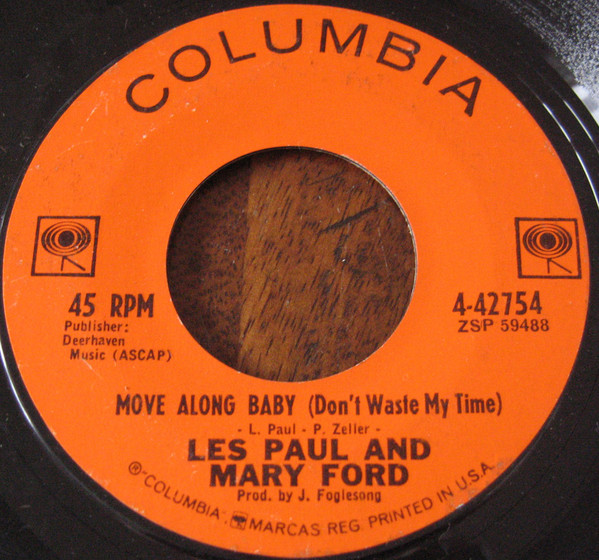 COLUMBIA
45 RPM
Publisher:
Deerhaven
Music (ASCAP)
4-42754
ZSP 59488
MOVE ALONG BABY (Don't Waste My Time)
- L. Paul - P. Zeller -
LES PAUL AND
MARY FORD
Prod. by J. Foglesong
®"COLUMBIA", MARCAS REG. PRINTED IN U.S.A.